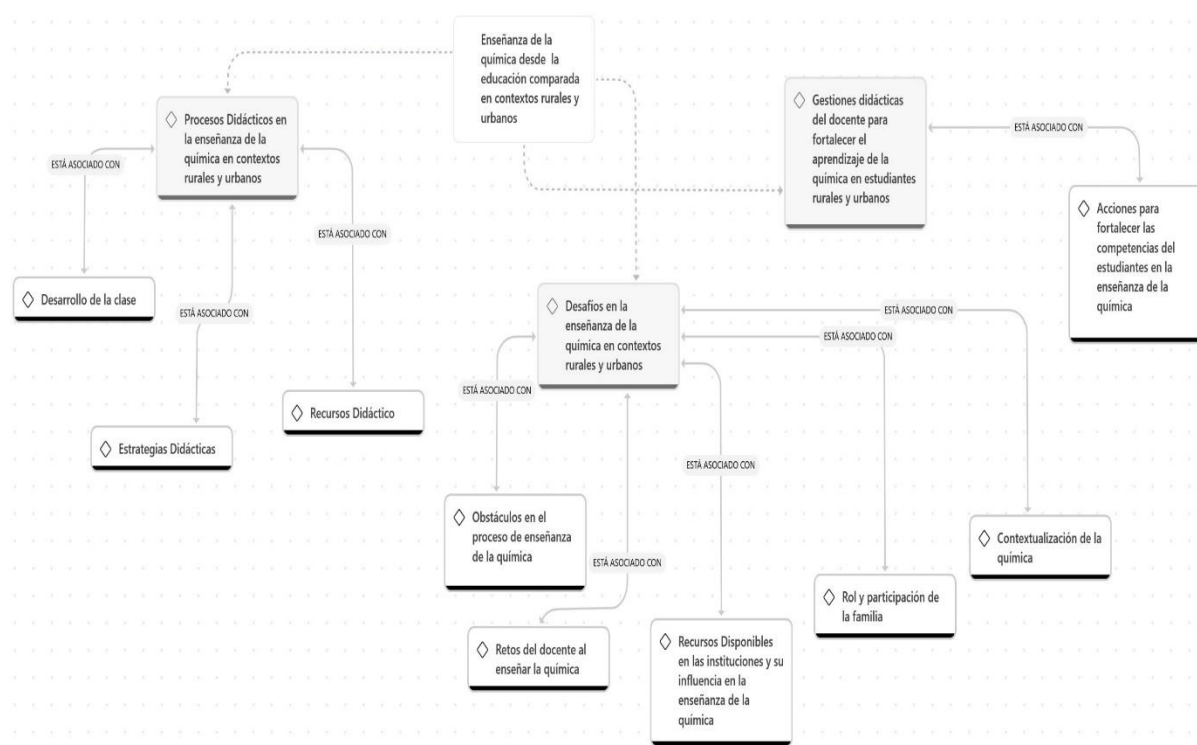 Enseñanza de la
química desde la
educación comparada
en contextos rurales y
urbanos
Procesos Didácticos en
la enseñanza de la
química en contextos
rurales y urbanos
Gestiones didácticas
del docente para
fortalecer el
aprendizaje de la
química en estudiantes
rurales y urbanos
ESTÁ ASOCIADO CON
ESTÁ ASOCIADO CON
ESTÁ ASOCIADO CON
Acciones para
fortalecer las
competencias del
estudiantes en la
enseñanza de la
química
Desarrollo de la clase
ESTÁ ASOCIADO CON
Desafíos en la
enseñanza de la
química en contextos
rurales y urbanos
ESTÁ ASOCIADO CON
ESTÁ ASOCIADO CON
ESTÁ ASOCIADO CON
Recursos Didáctico
Estrategias Didácticas
ESTÁ ASOCIADO CON
Obstáculos en el
proceso de enseñanza
de la química
Contextualización de la
química
ESTÁ ASOCIADO CON
Rol y participación de
la familia
Retos del docente al
enseñar la química
Recursos Disponibles
en las instituciones y su
influencia en la
enseñanza de la
química